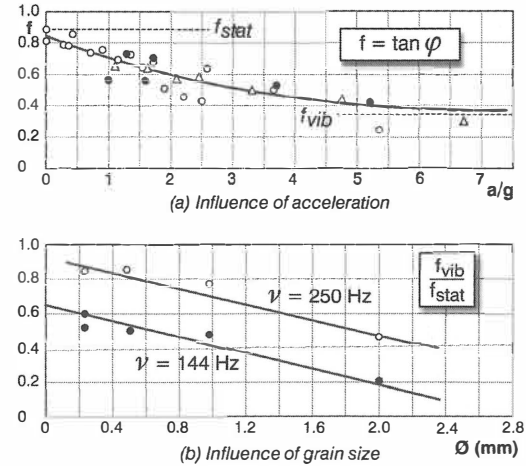 f
1.0
0.8
0.6
0.4
0.2
0
f_stat
f = tan φ
f_vib
0 1 2 3 4 5 6 7
a/g
(a) Influence of acceleration
1.0
0.8
0.6
0.4
0.2
0
f_vib
f_stat
ν = 250 Hz
ν = 144 Hz
0 0.4 0.8 1.2 1.6 2.0 2.4 2.8
(b) Influence of grain size
Ø (mm)